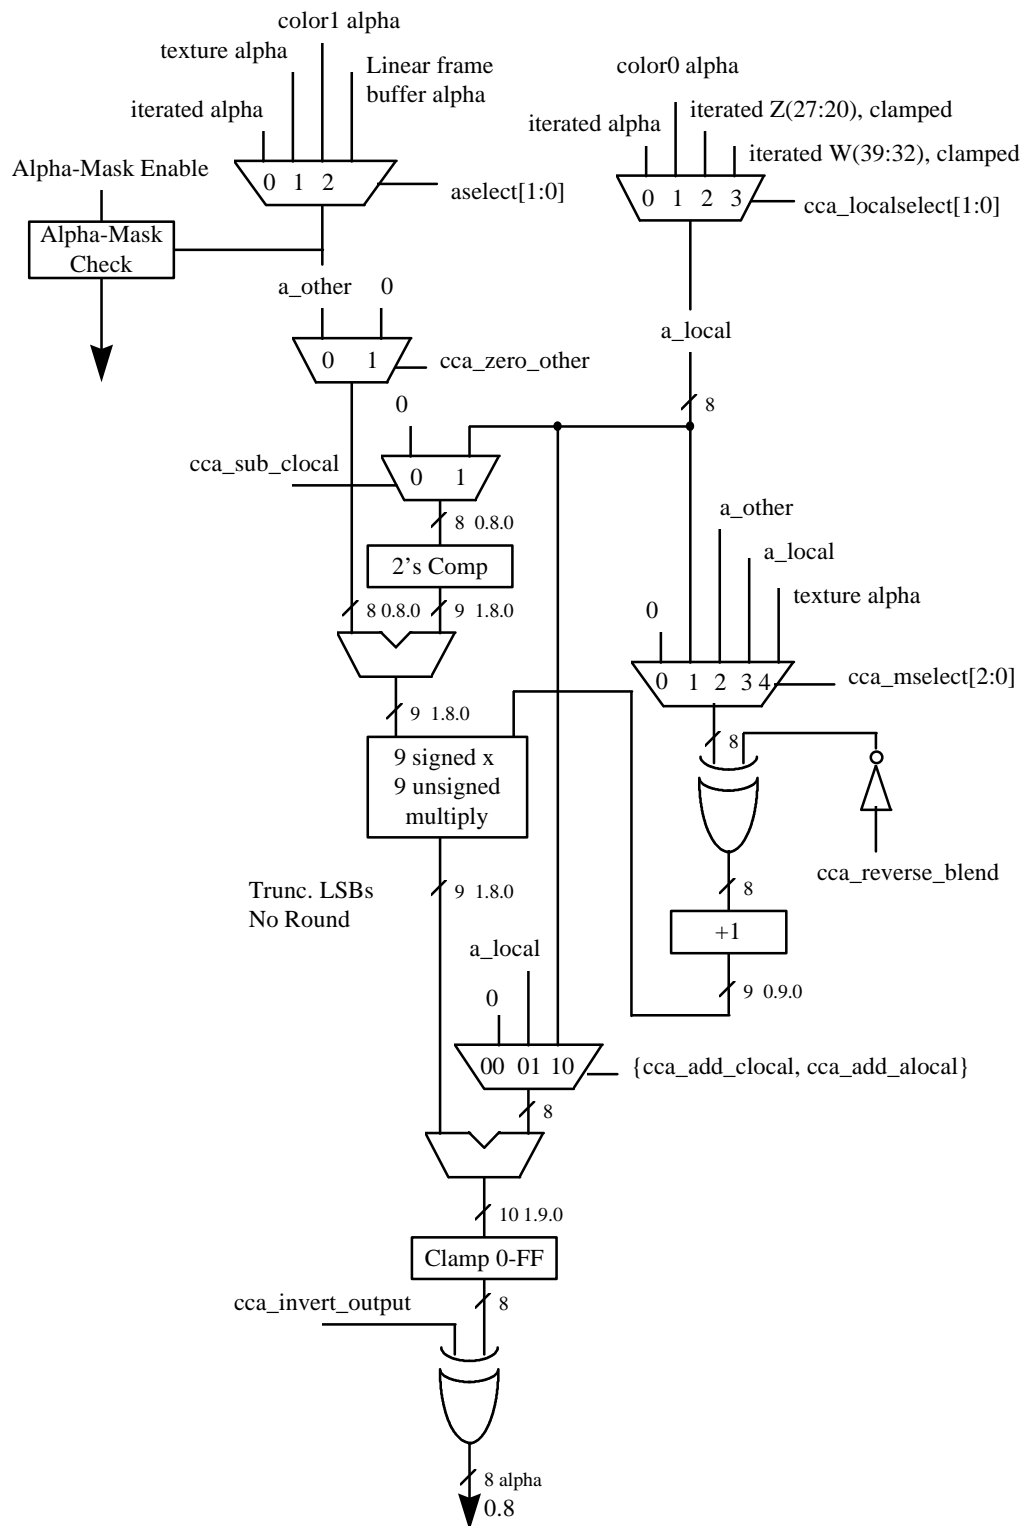 color1 alpha
texture alpha
Linear frame
buffer alpha
color0 alpha
iterated alpha
iterated alpha
iterated Z(27:20), clamped
iterated W(39:32), clamped
Alpha-Mask Enable
0 1 2
aselect[1:0]
0 1 2 3
cca_localselect[1:0]
Alpha-Mask
Check
a_other 0
a_local
0 1
cca_zero_other
0
8
cca_sub_clocal
0 1
8 0.8.0
a_other
a_local
2's Comp
texture alpha
8 0.8.0
9 1.8.0
0
0 1 2 3 4
cca_mselect[2:0]
9 1.8.0
8
9 signed x
9 unsigned
multiply
cca_reverse_blend
Trunc. LSBs
No Round
9 1.8.0
8
+1
a_local
0
9 0.9.0
00 01 10
{cca_add_clocal, cca_add_alocal}
8
10 1.9.0
Clamp 0-FF
cca_invert_output
8
8 alpha
0.8